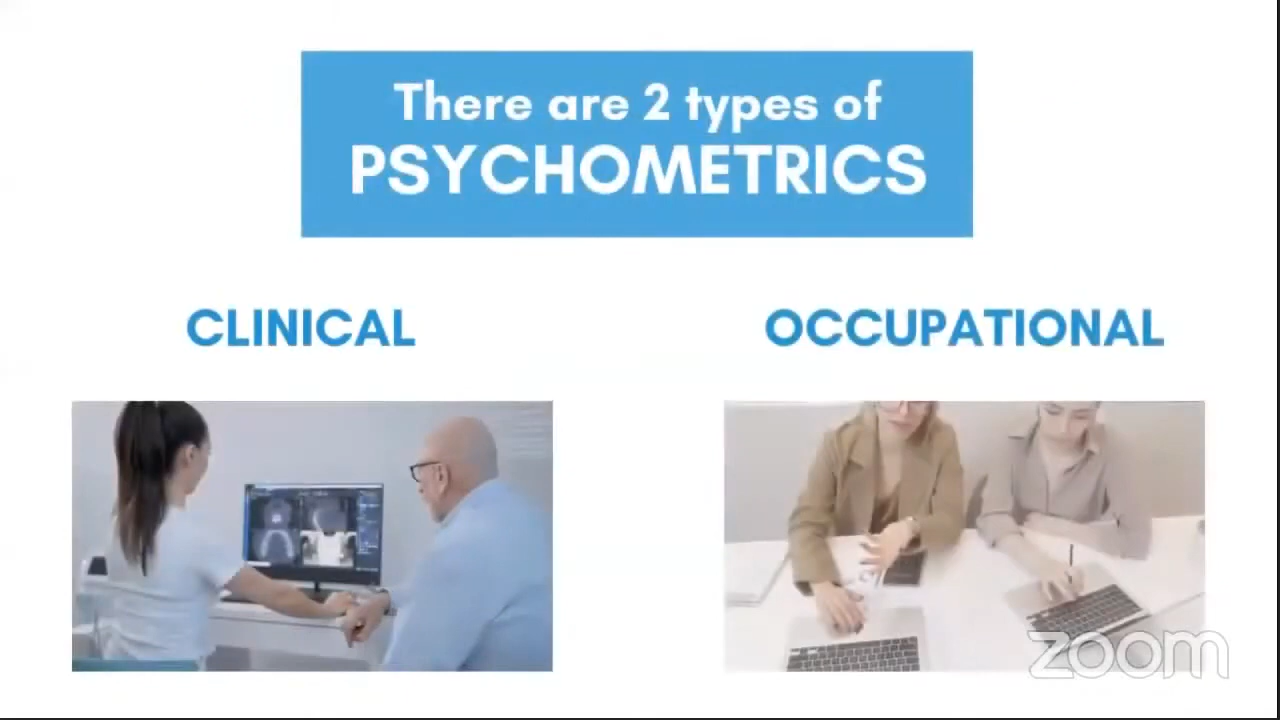 There are 2 types of
PSYCHOMETRICS
CLINICAL
OCCUPATIONAL
zoom